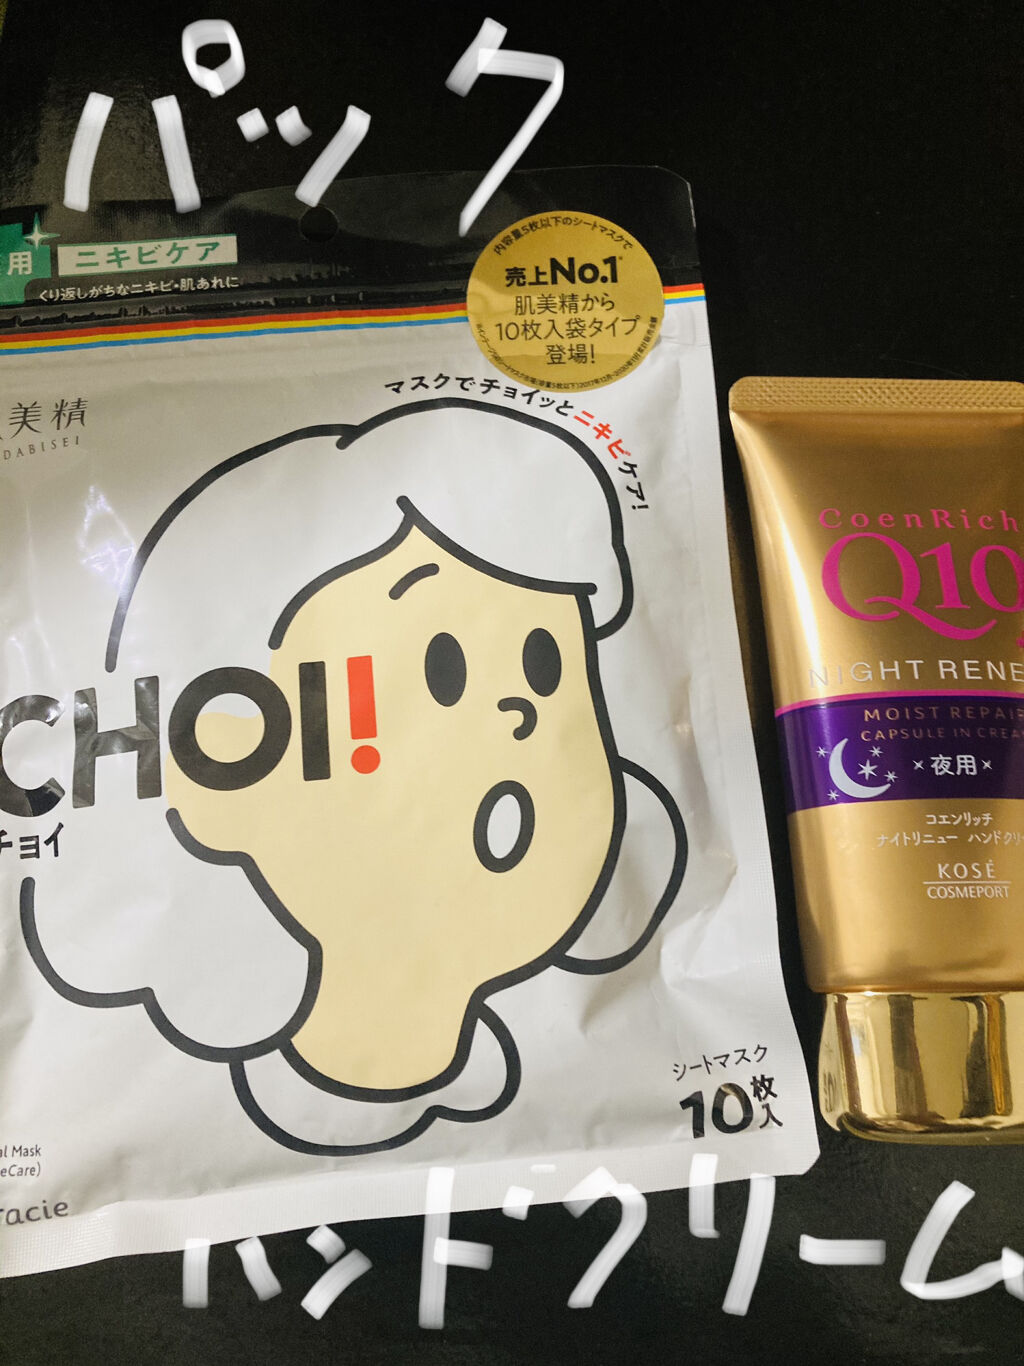 パック
用
ニキビケア
くり返しがちなニキビ・肌あれに
内容量5枚以下のシートマスクで
売上No.1
肌美精から
10枚入袋タイプ
登場!
マスクでチョイッとニキビケア!
美精
DABISEI
CHOI!
チョイ
シートマスク
10枚入
al Mask
eCare)
racie
CoenRich
Q10
NIGHT RENE
MOIST REPAIR
CAPSULE IN CREAM
夜用
コエンリッチ
ナイトリニュー ハンドクリ
KOSÉ
COSMEPORT
ハンドクリーム